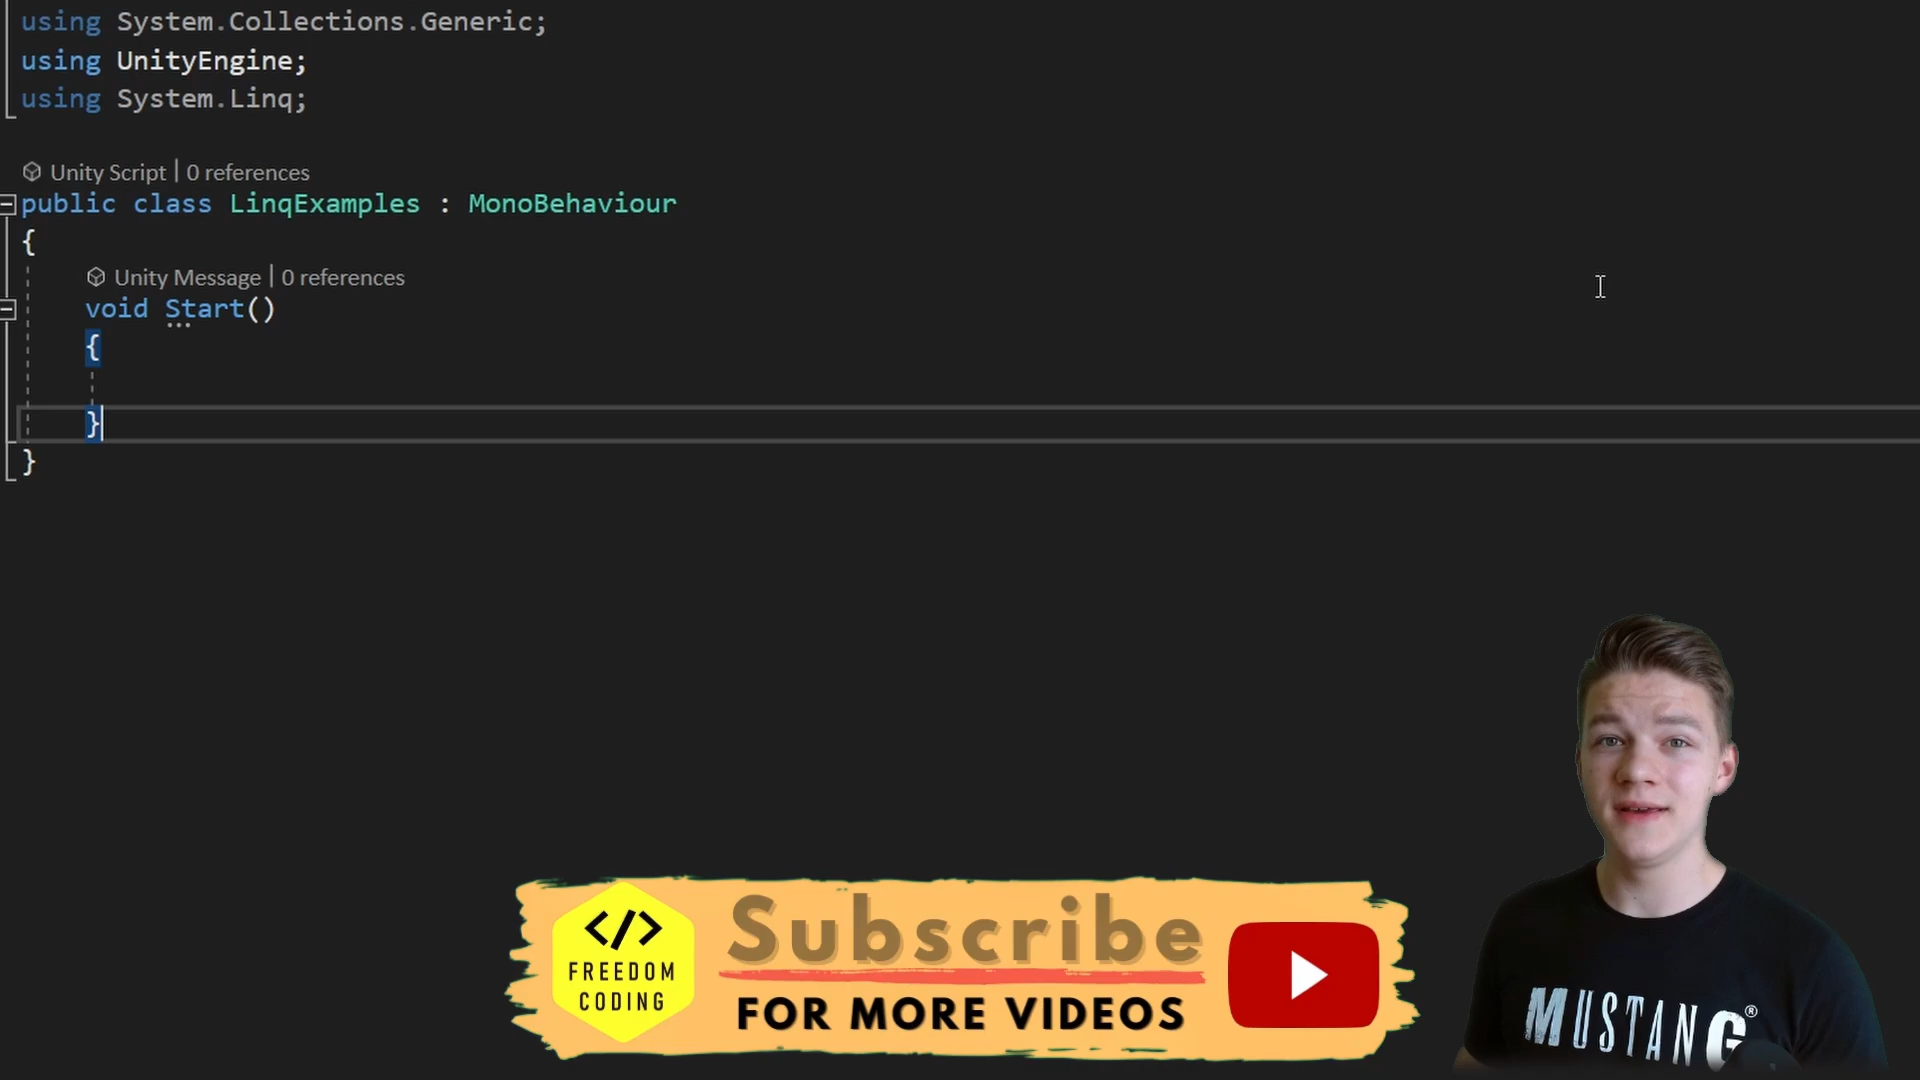 using System.Collections.Generic;
using UnityEngine;
using System.Linq;
Unity Script | 0 references
public class LinqExamples : MonoBehaviour
{
Unity Message | 0 references
void Start()
{
}
}
</>
FREEDOM
CODING
Subscribe
FOR MORE VIDEOS
MUSTANG®